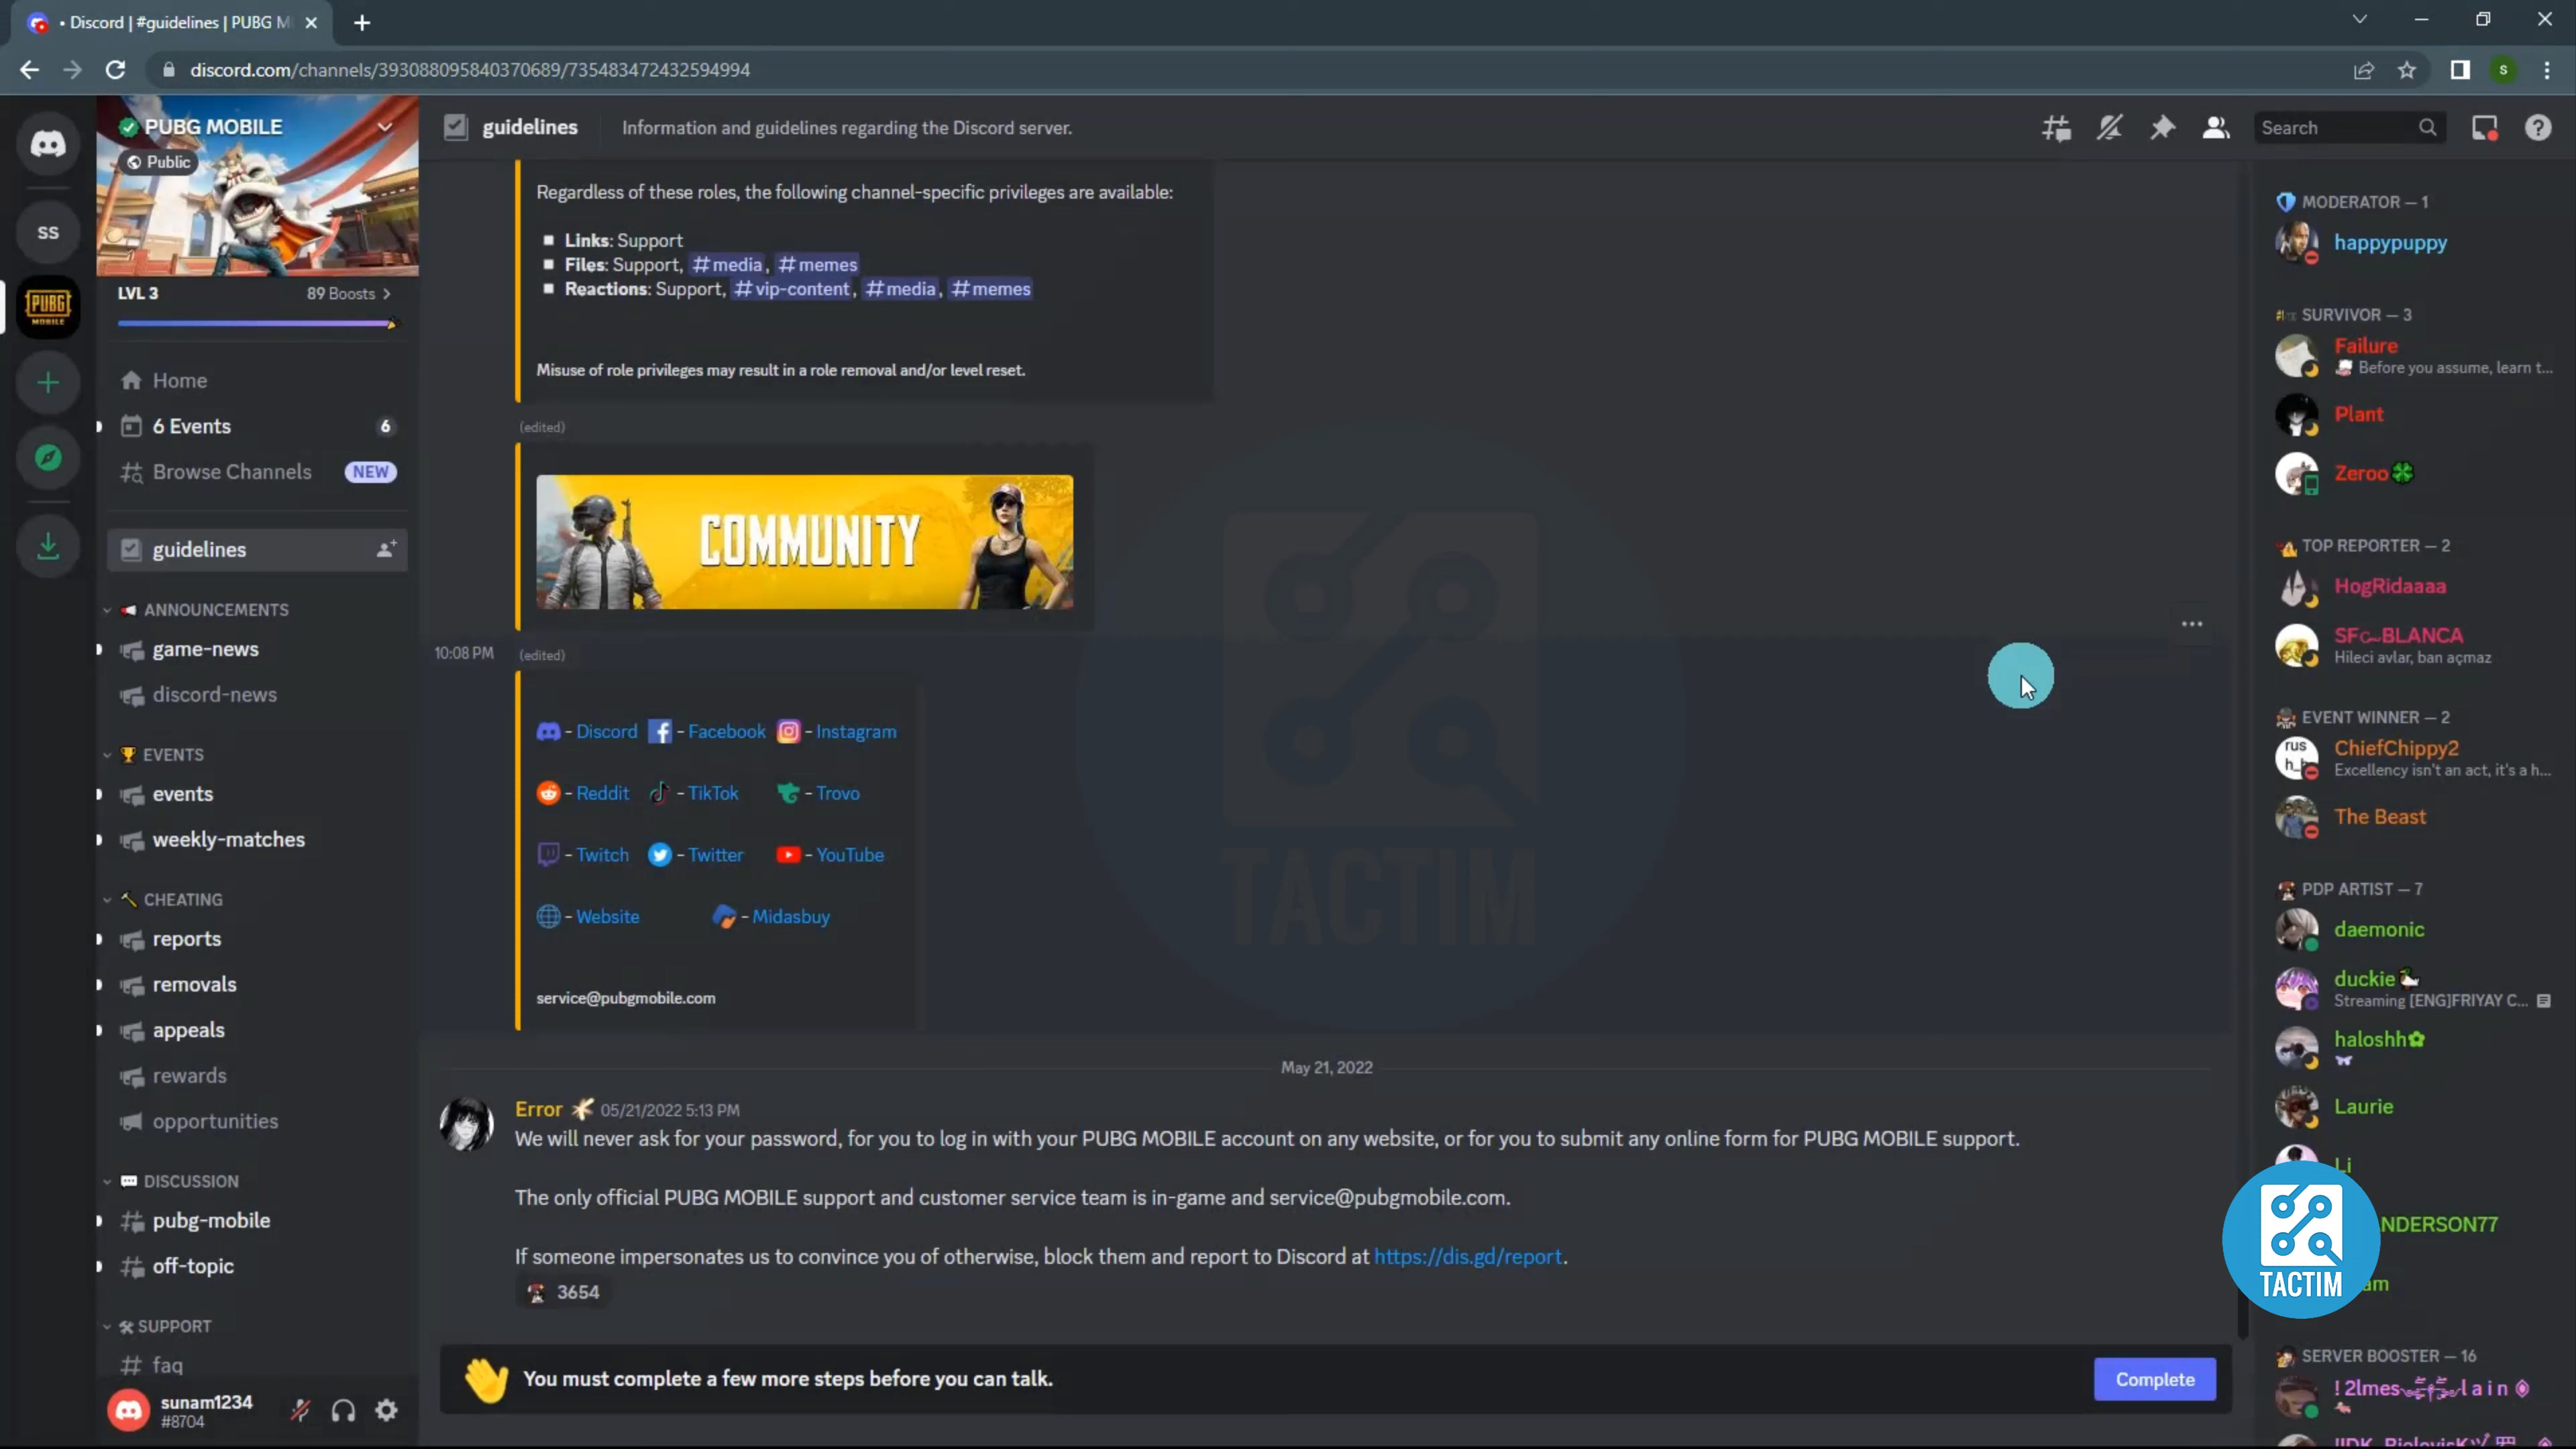 • Discord | #guidelines | PUBG M
discord.com/channels/393088095840370689/735483472432594994
PUBG MOBILE
Public
LVL 3
89 Boosts
SS
PUBG MOBILE
Home
6 Events
6
Browse Channels
NEW
guidelines
ANNOUNCEMENTS
game-news
discord-news
EVENTS
events
weekly-matches
CHEATING
reports
removals
appeals
rewards
opportunities
DISCUSSION
pubg-mobile
off-topic
SUPPORT
faq
sunam1234
#8704
guidelines
Information and guidelines regarding the Discord server.
Search
Regardless of these roles, the following channel-specific privileges are available:
Links: Support
Files: Support, #media, #memes
Reactions: Support, #vip-content, #media, #memes
Misuse of role privileges may result in a role removal and/or level reset.
(edited)
COMMUNITY
10:08 PM (edited)
- Discord - Facebook - Instagram
- Reddit - TikTok - Trovo
- Twitch - Twitter - YouTube
- Website - Midasbuy
service@pubgmobile.com
TACTIM
May 21, 2022
Error 05/21/2022 5:13 PM
We will never ask for your password, for you to log in with your PUBG MOBILE account on any website, or for you to submit any online form for PUBG MOBILE support.
The only official PUBG MOBILE support and customer service team is in-game and service@pubgmobile.com.
If someone impersonates us to convince you of otherwise, block them and report to Discord at https://dis.gd/report.
3654
You must complete a few more steps before you can talk.
Complete
MODERATOR — 1
happypuppy
SURVIVOR — 3
Failure
Before you assume, learn t...
Plant
Zeroo
TOP REPORTER — 2
HogRidaaaa
BLANCA
Hileci avlar, ban açmaz
EVENT WINNER — 2
rus
ChiefChippy2
Excellency isn't an act, it's a h...
The Beast
PDP ARTIST — 7
daemonic
duckie
Streaming [ENG]FRIYAY C...
haloshh
Laurie
Li
NDERSON77
am
TACTIM
SERVER BOOSTER — 16